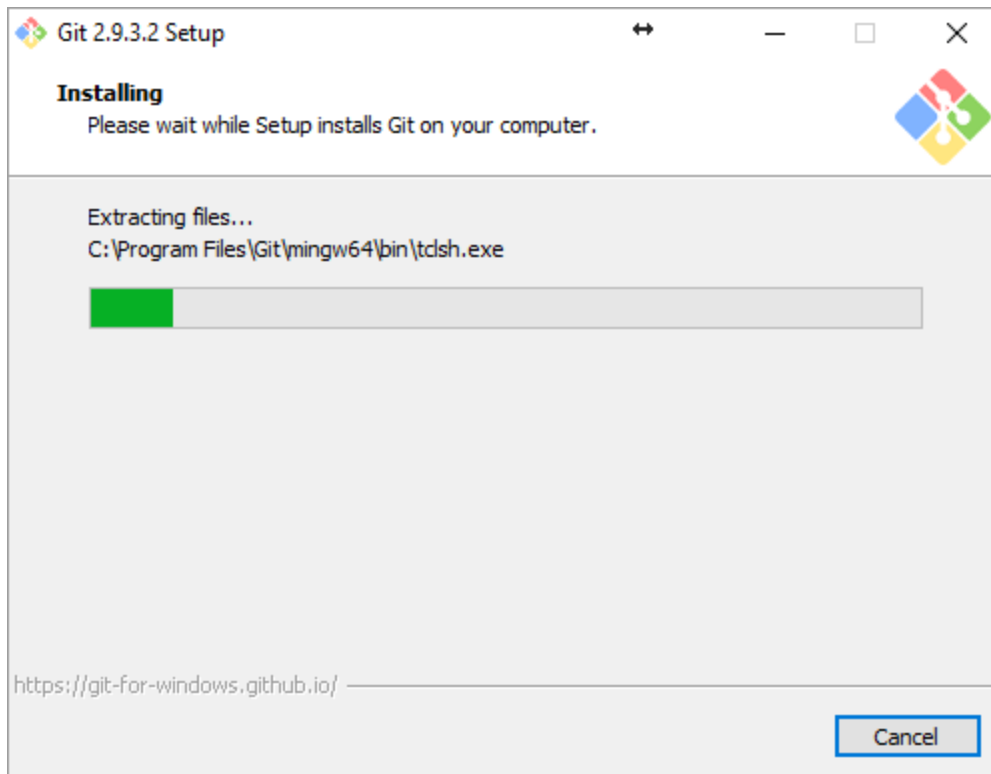 Git 2.9.3.2 Setup
Installing
Please wait while Setup installs Git on your computer.
Extracting files...
C:\Program Files\Git\mingw64\bin\tclsh.exe
https://git-for-windows.github.io/
Cancel